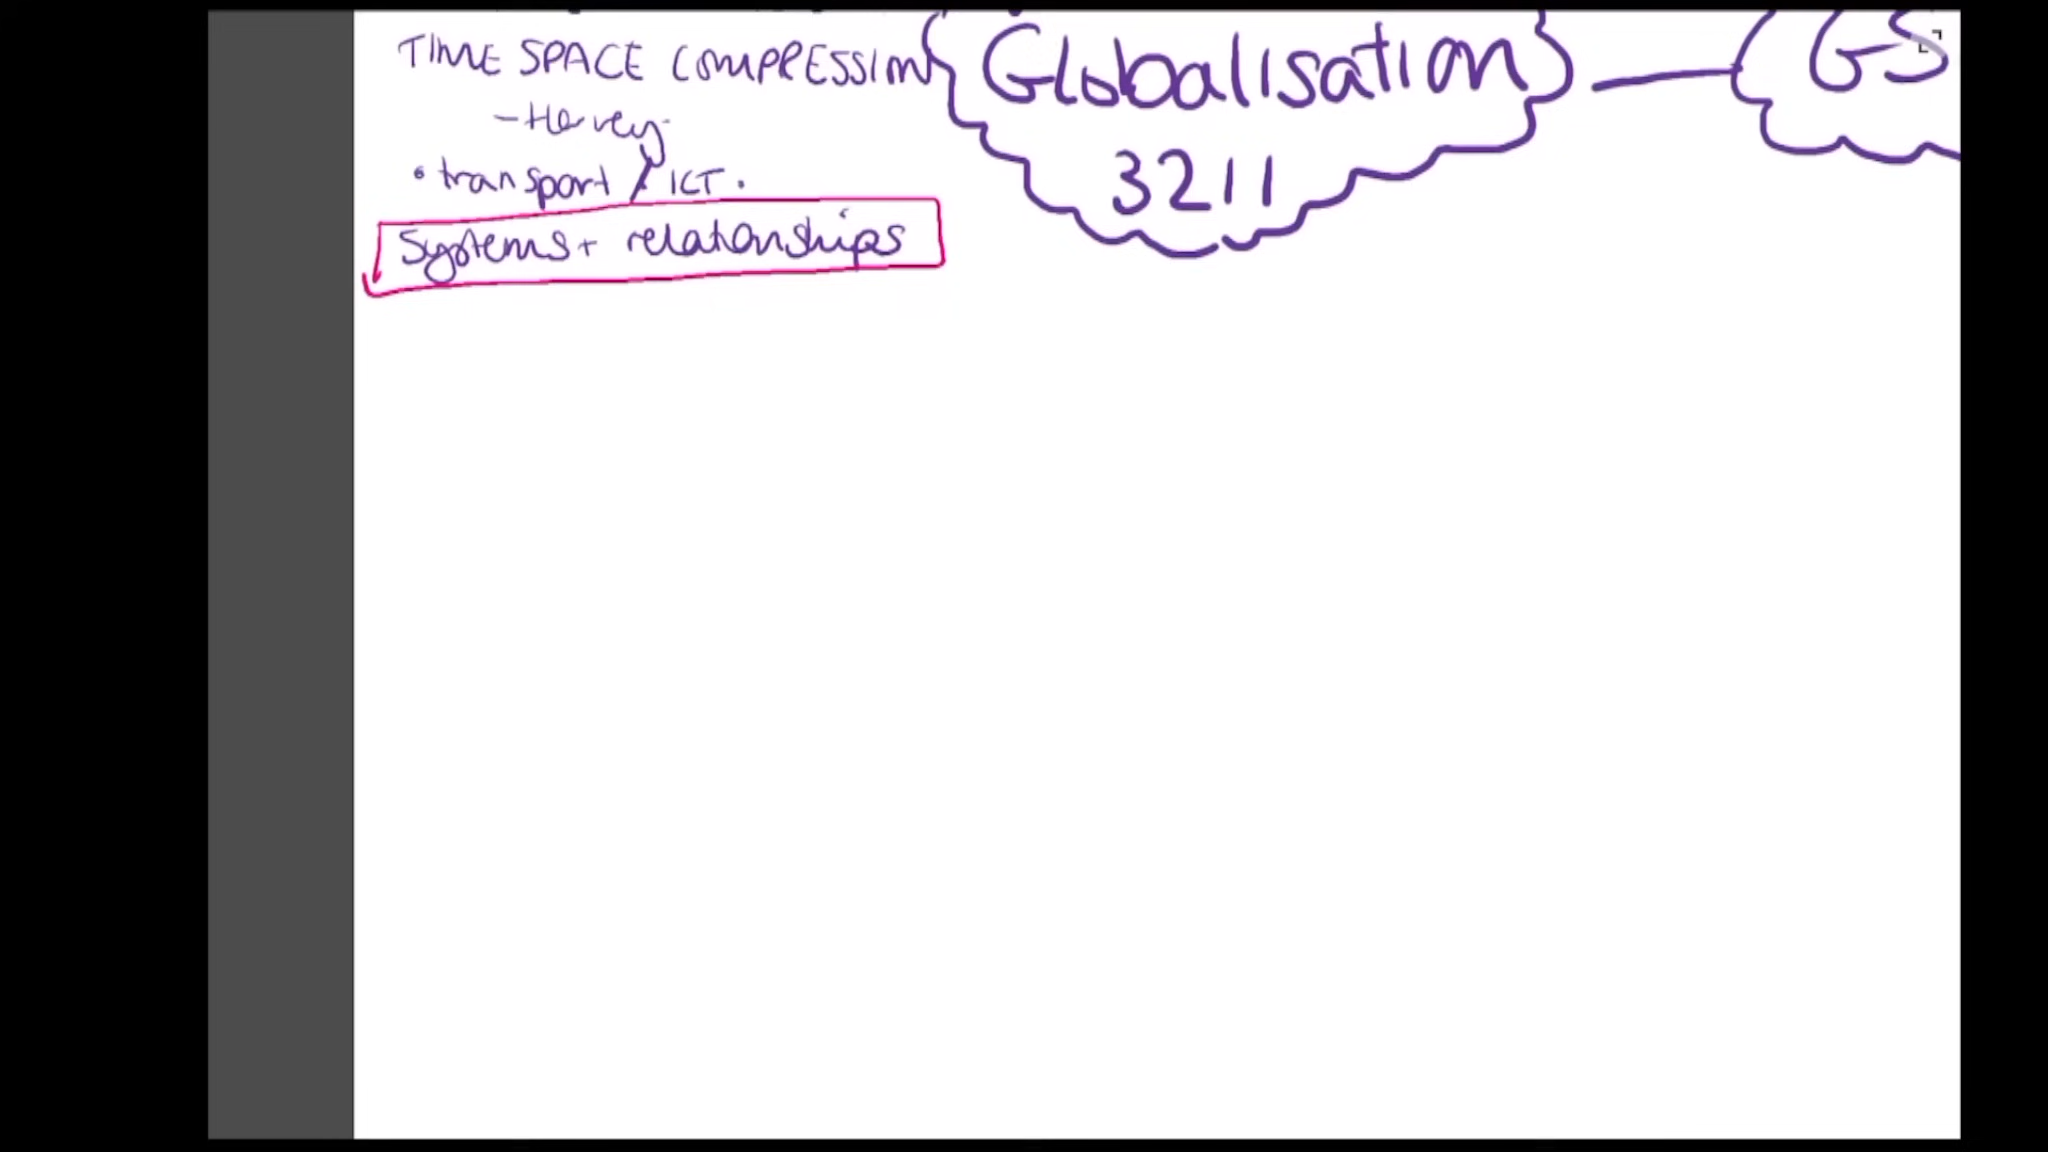 TIME SPACE COMPRESSION
- Harvey
• transport / ICT.
Systems + relationships
Globalisation
3211
GS